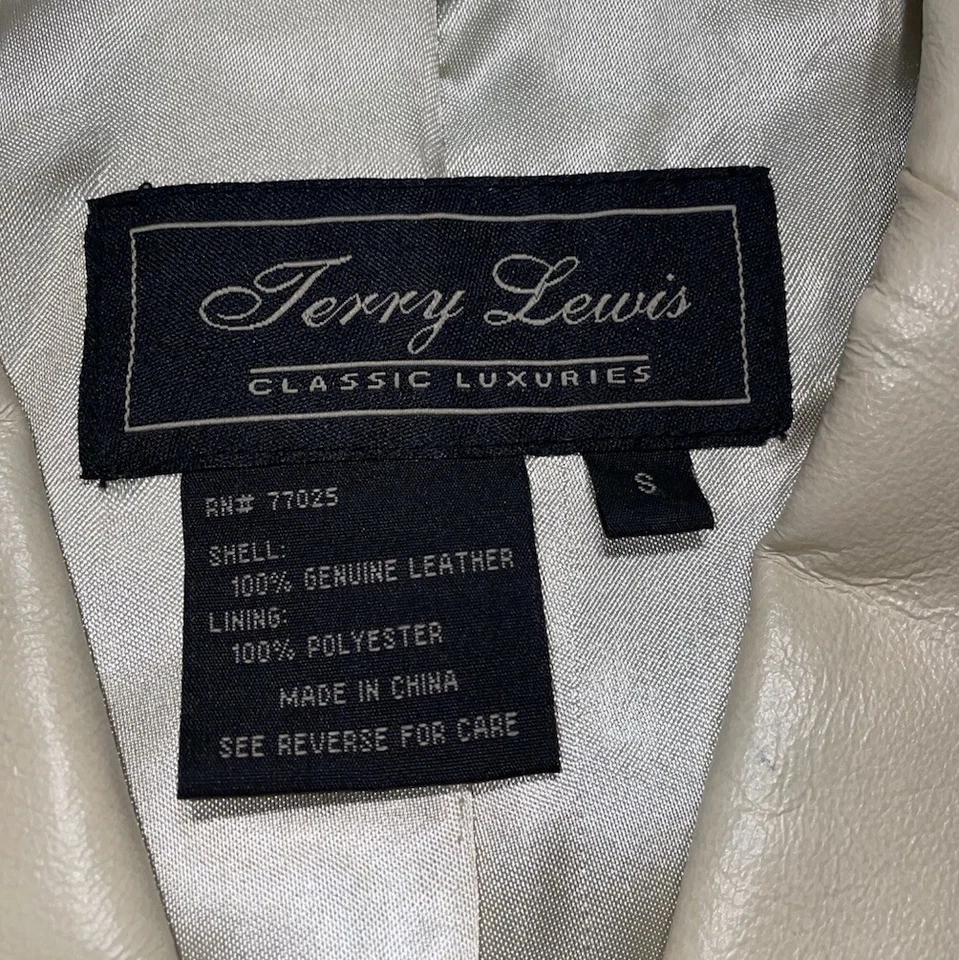 Terry Lewis
CLASSIC LUXURIES
S
RN# 77025
SHELL:
100% GENUINE LEATHER
LINING:
100% POLYESTER
MADE IN CHINA
SEE REVERSE FOR CARE